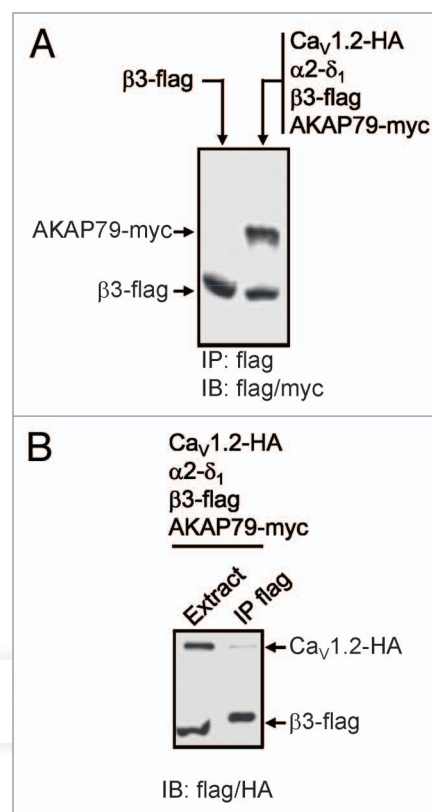 A
β3-flag
CaV1.2-HA
α2-δ1
β3-flag
AKAP79-myc
AKAP79-myc
β3-flag
IP: flag
IB: flag/myc
B
CaV1.2-HA
α2-δ1
β3-flag
AKAP79-myc
Extract
IP flag
CaV1.2-HA
β3-flag
IB: flag/HA